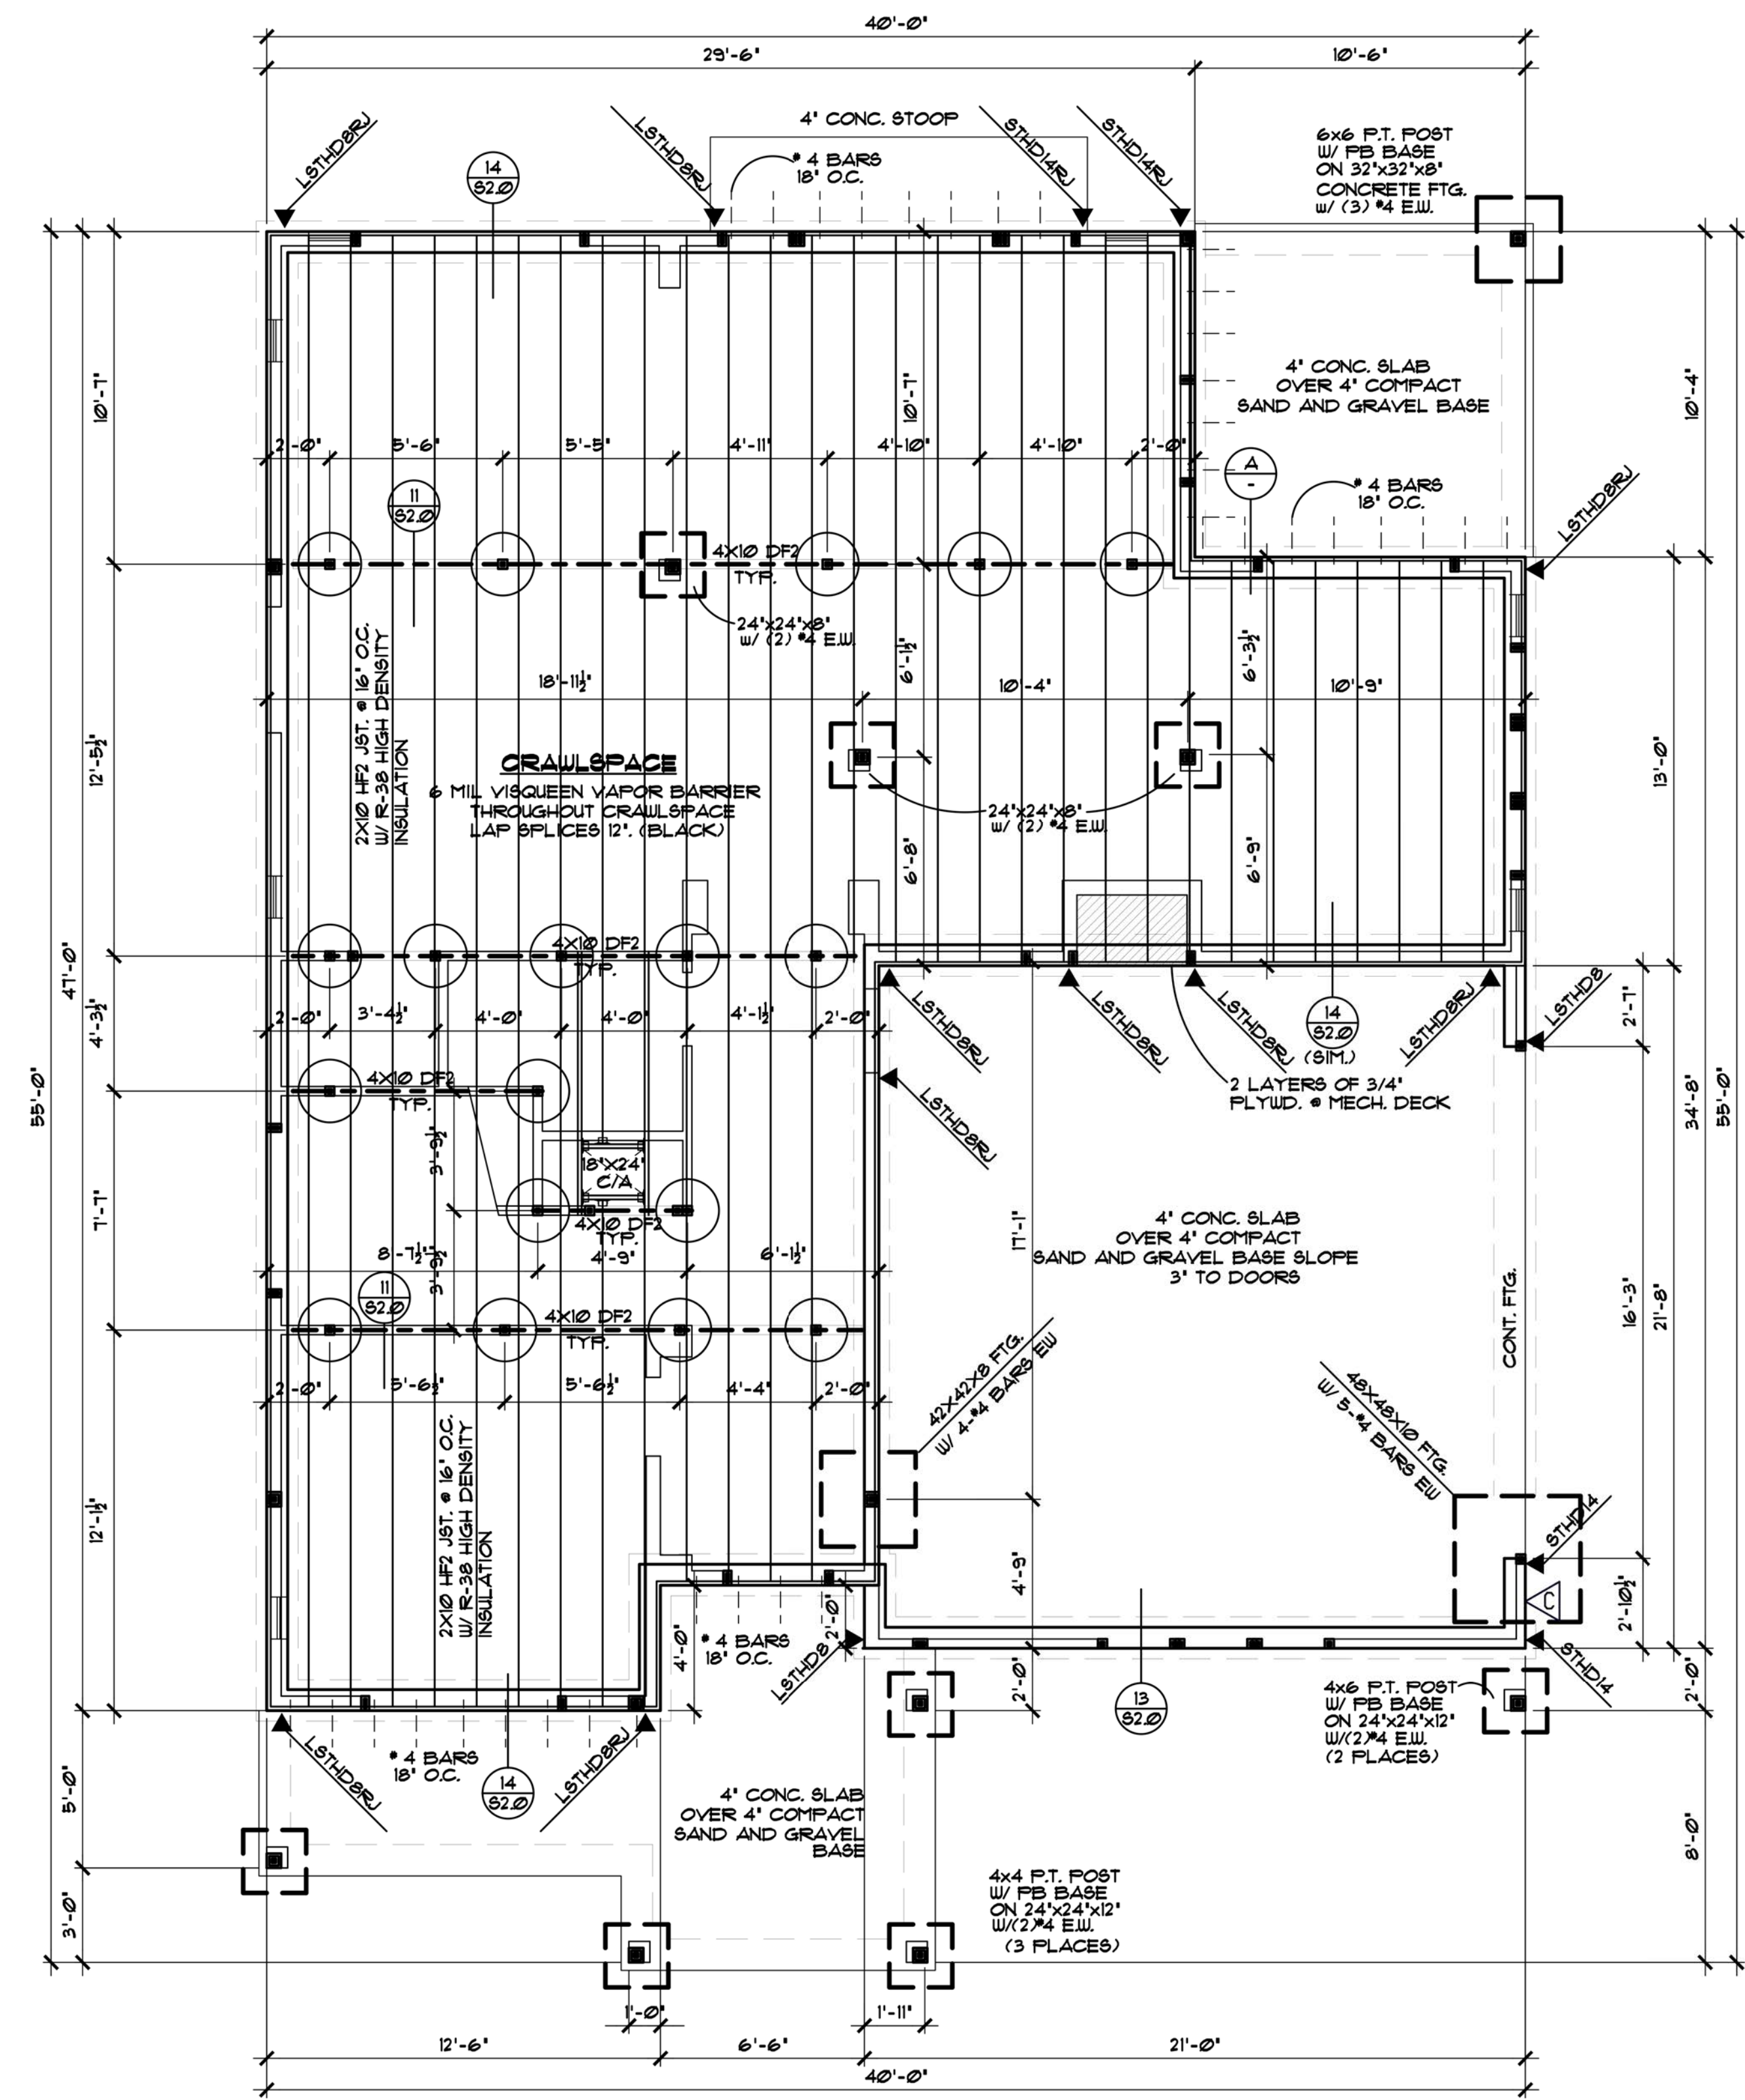 40'-0"
29'-6"
10'-6"
LSTHD8RJ
LSTHD8RJ
4" CONC. STOOP
STHD14RJ
STHD14RJ
# 4 BARS
18" O.C.
14
S2.0
6x6 P.T. POST
W/ PB BASE
ON 32"x32"x8"
CONCRETE FTG.
w/ (3) #4 E.W.
10'-7"
10'-7"
4" CONC. SLAB
OVER 4" COMPACT
SAND AND GRAVEL BASE
10'-4"
2'-0"
5'-6"
5'-5"
4'-11"
4'-10"
4'-10"
2'-0"
A
-
11
S2.0
# 4 BARS
18" O.C.
LSTHD8RJ
4X10 DF2
TYP.
24"x24"x8"
w/ (2) #4 E.W.
2X10 HF2 JST. @ 16" O.C.
W/ R-38 HIGH DENSITY
INSULATION
6'-1½"
6'-3½"
18'-11½"
10'-4"
10'-9"
12'-5½"
13'-0"
CRAWLSPACE
6 MIL VISQUEEN VAPOR BARRIER
THROUGHOUT CRAWLSPACE
LAP SPLICES 12". (BLACK)
24"x24"x8"
w/ (2) #4 E.W.
6'-8"
6'-9"
47'-0"
55'-0"
4X10 DF2
TYP.
4'-3½"
2'-0"
3'-4½"
4'-0"
4'-0"
4'-1½"
2'-0"
LSTHD8RJ
LSTHD8RJ
LSTHD8RJ
14
S2.0
(SIM.)
LSTHD8RJ
LSTHD8
2'-7"
4X10 DF2
TYP.
LSTHD8RJ
2 LAYERS OF 3/4"
PLYWD. @ MECH. DECK
34'-8"
55'-0"
3'-9½"
18"X24"
C/A
7'-7"
4X10 DF2
TYP.
17'-1"
4" CONC. SLAB
OVER 4" COMPACT
SAND AND GRAVEL BASE SLOPE
3" TO DOORS
8'-7½"
4'-9"
6'-1½"
3'-9½"
11
S2.0
CONT. FTG.
16'-3"
21'-8"
4X10 DF2
TYP.
42X42X8 FTG.
W/ 4-#4 BARS EW
48X48X10 FTG.
W/ 5-#4 BARS EW
2'-0"
5'-6½"
5'-6½"
4'-4"
2'-0"
2X10 HF2 JST. @ 16" O.C.
W/ R-38 HIGH DENSITY
INSULATION
12'-1½"
STHD14
4'-9"
C
2'-10½"
2'-0"
4'-0"
# 4 BARS
18" O.C.
LSTHD8
2'-0"
13
S2.0
STHD14
4x6 P.T. POST
W/ PB BASE
ON 24"x24"x12"
W/(2)#4 E.W.
(2 PLACES)
2'-0"
LSTHD8RJ
# 4 BARS
18" O.C.
14
S2.0
LSTHD8RJ
5'-0"
4" CONC. SLAB
OVER 4" COMPACT
SAND AND GRAVEL
BASE
8'-0"
4x4 P.T. POST
W/ PB BASE
ON 24"x24"x12"
W/(2)#4 E.W.
(3 PLACES)
3'-0"
1'-0"
1'-11"
12'-6"
6'-6"
21'-0"
40'-0"